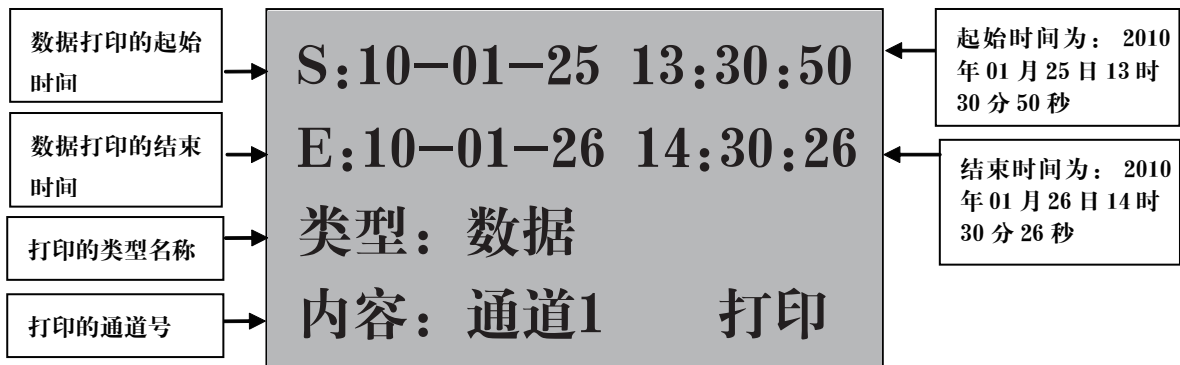 数据打印的起始
时间
数据打印的结束
时间
打印的类型名称
打印的通道号
S:10-01-25 13:30:50
E:10-01-26 14:30:26
类型：数据
内容：通道1 打印
起始时间为： 2010
年 01 月 25 日 13 时
30 分 50 秒
结束时间为： 2010
年 01 月 26 日 14 时
30 分 26 秒